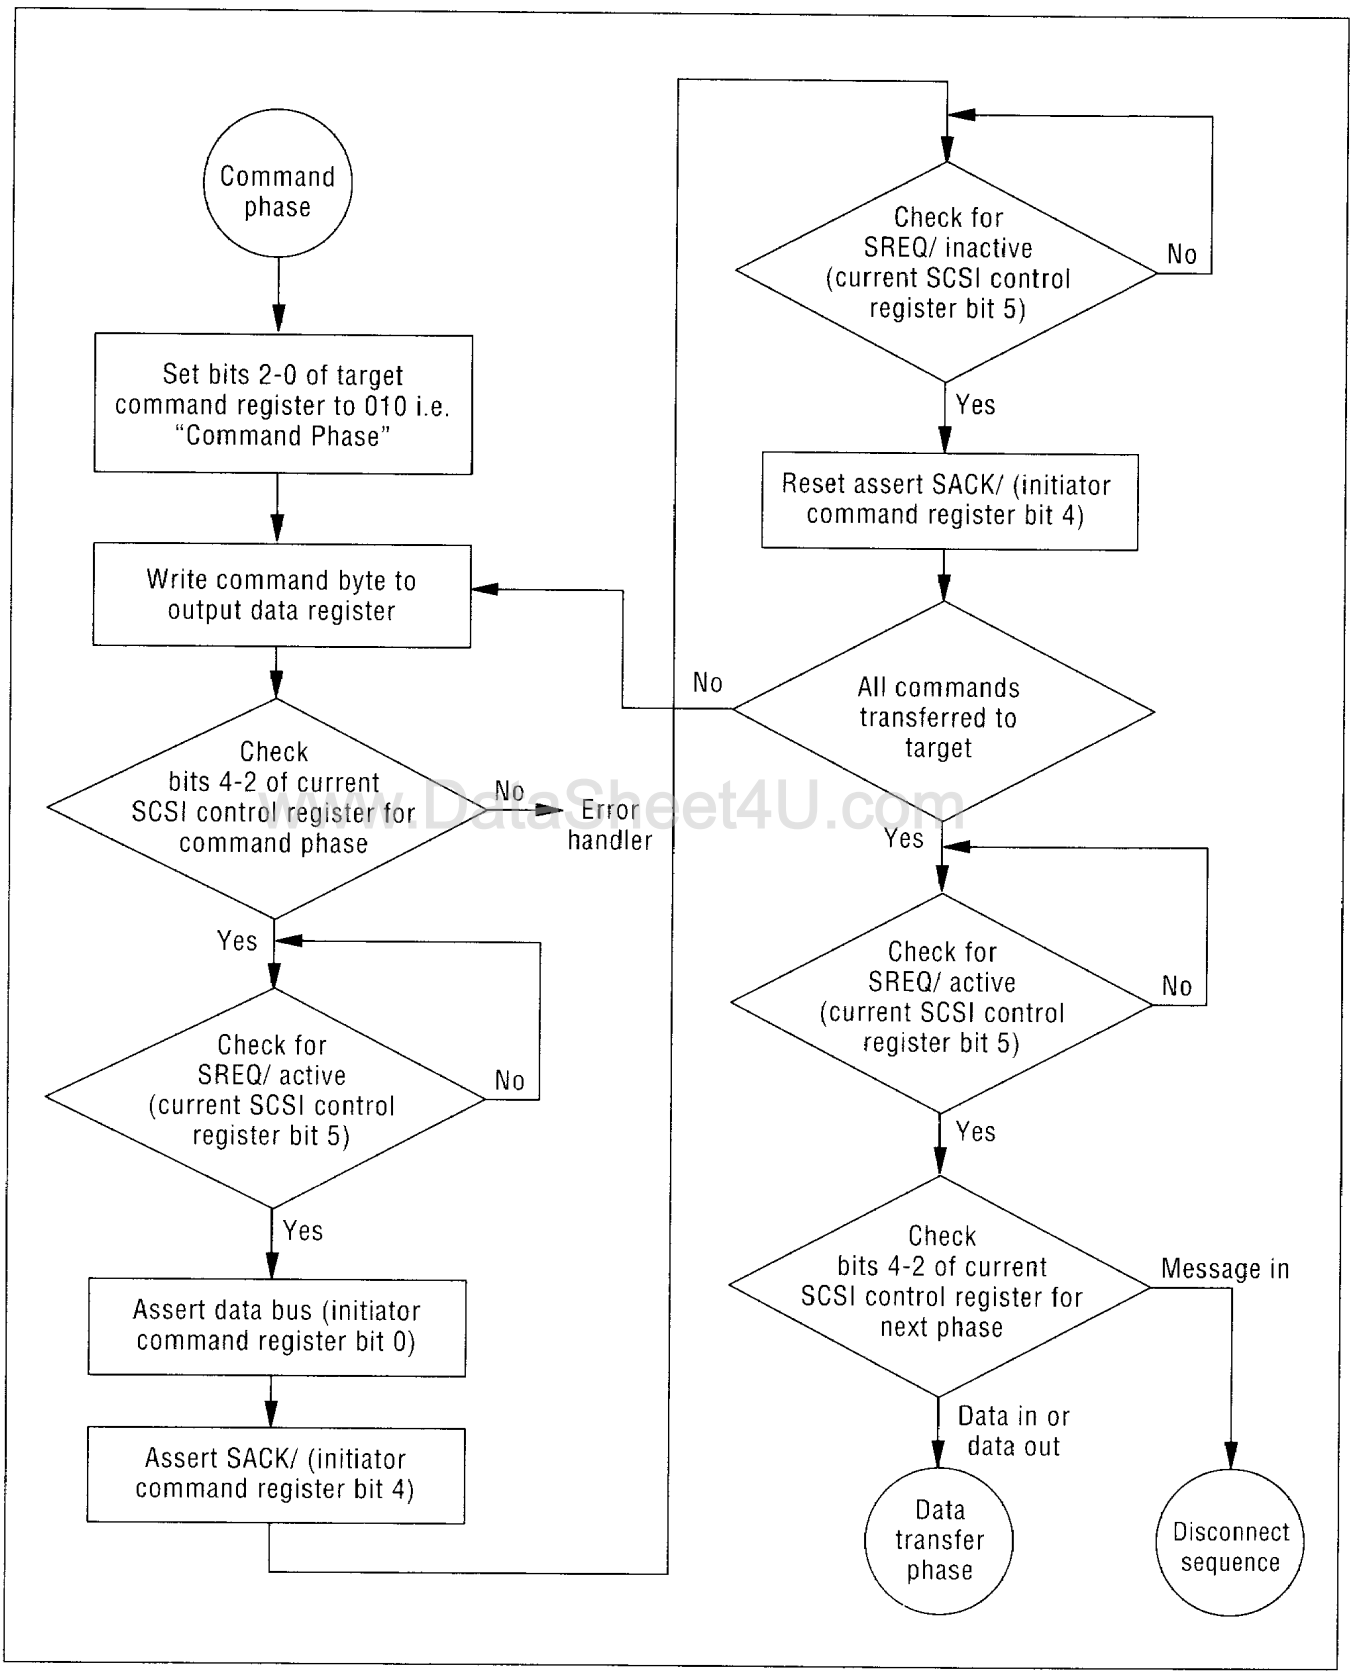 Command
phase
Set bits 2-0 of target
command register to 010 i.e.
“Command Phase”
Write command byte to
output data register
Check
bits 4-2 of current
SCSI control register for
command phase
No
Error
handler
Yes
Check for
SREQ/ active
(current SCSI control
register bit 5)
No
Yes
Assert data bus (initiator
command register bit 0)
Assert SACK/ (initiator
command register bit 4)
Check for
SREQ/ inactive
(current SCSI control
register bit 5)
No
Yes
Reset assert SACK/ (initiator
command register bit 4)
All commands
transferred to
target
No
Yes
Check for
SREQ/ active
(current SCSI control
register bit 5)
No
Yes
Check
bits 4-2 of current
SCSI control register for
next phase
Message in
Data in or
data out
Data
transfer
phase
Disconnect
sequence
www.DataSheet4U.com